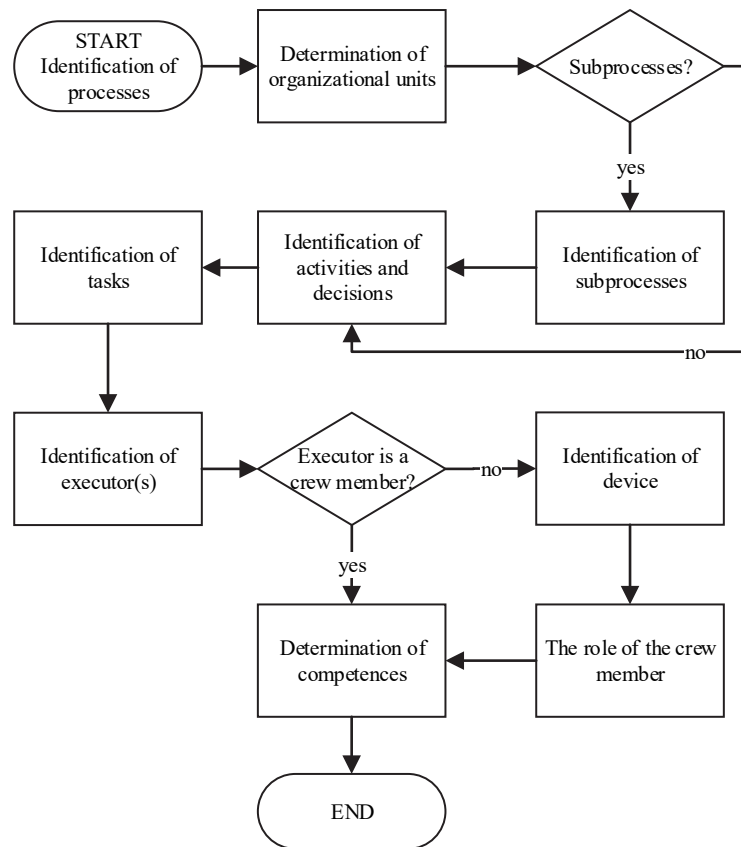 START
Identification of
processes
Determination of
organizational units
Subprocesses?
yes
Identification of
tasks
Identification of
activities and
decisions
Identification of
subprocesses
no
Identification of
executor(s)
Executor is a
crew member?
no
Identification of
device
yes
Determination of
competences
The role of the crew
member
END